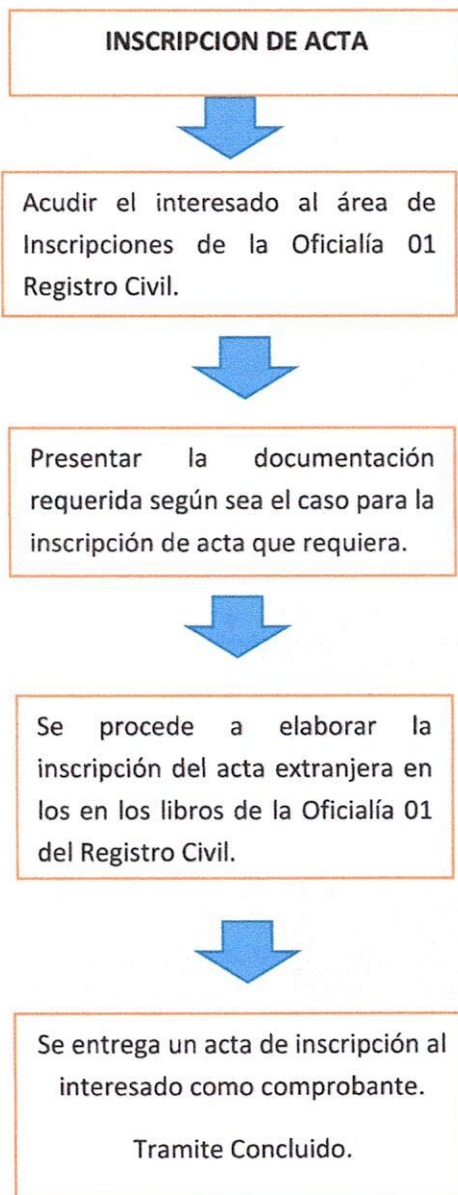 INSCRIPCION DE ACTA
Acudir el interesado al área de
Inscripciones de la Oficialía 01
Registro Civil.
Presentar la documentación
requerida según sea el caso para la
inscripción de acta que requiera.
Se procede a elaborar la
inscripción del acta extranjera en
los en los libros de la Oficialía 01
del Registro Civil.
Se entrega un acta de inscripción al
interesado como comprobante.
Tramite Concluido.